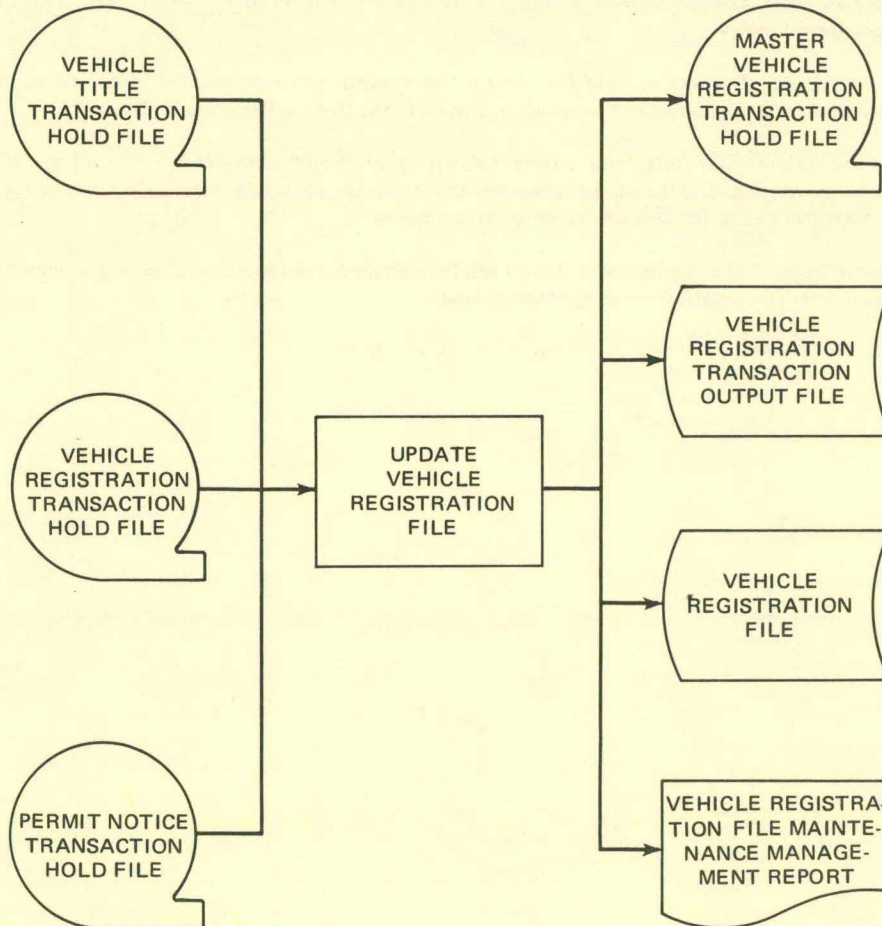 VEHICLE
TITLE
TRANSACTION
HOLD FILE
VEHICLE
REGISTRATION
TRANSACTION
HOLD FILE
PERMIT NOTICE
TRANSACTION
HOLD FILE
UPDATE
VEHICLE
REGISTRATION
FILE
MASTER
VEHICLE
REGISTRATION
TRANSACTION
HOLD FILE
VEHICLE
REGISTRATION
TRANSACTION
OUTPUT FILE
VEHICLE
REGISTRATION
FILE
VEHICLE REGISTRA-
TION FILE MAINTE-
NANCE MANAGE-
MENT REPORT